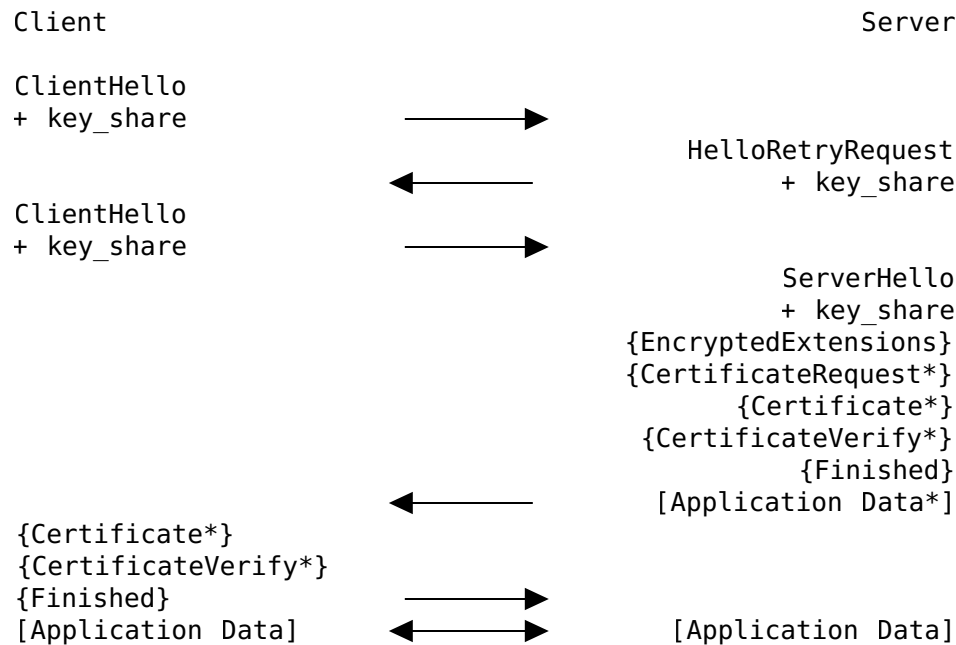 Client Server
ClientHello
+ key_share
HelloRetryRequest
+ key_share
ClientHello
+ key_share
ServerHello
+ key_share
{EncryptedExtensions}
{CertificateRequest*}
{Certificate*}
{CertificateVerify*}
{Finished}
[Application Data*]
{Certificate*}
{CertificateVerify*}
{Finished}
[Application Data] [Application Data]